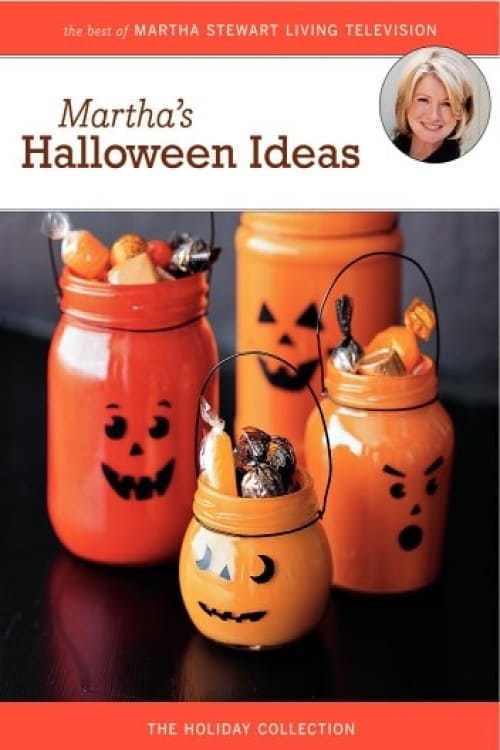 the best of MARTHA STEWART LIVING TELEVISION
Martha's
Halloween Ideas
THE HOLIDAY COLLECTION